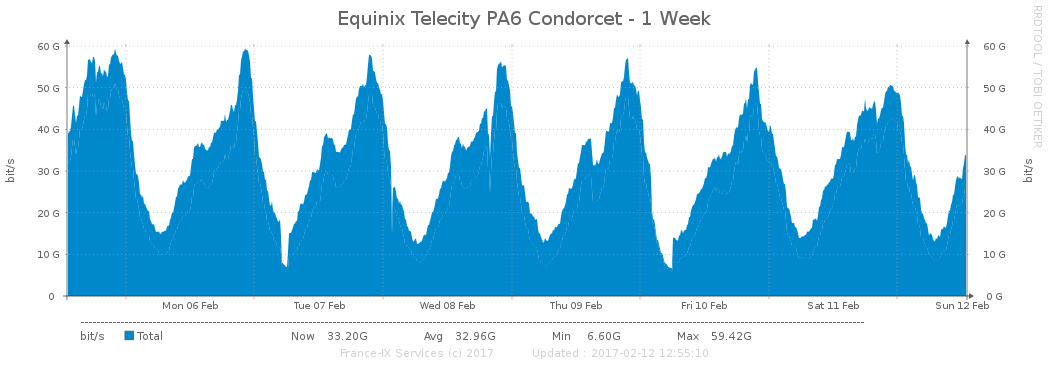 Equinix Telecity PA6 Condorcet - 1 Week
RRDTOOL / TOBI OETIKER
bit/s
60 G 60 G
50 G 50 G
40 G 40 G
30 G 30 G
20 G 20 G
10 G 10 G
0 0 G
bit/s
Mon 06 Feb Tue 07 Feb Wed 08 Feb Thu 09 Feb Fri 10 Feb Sat 11 Feb Sun 12 Feb
bit/s Total Now 33.20G Avg 32.96G Min 6.60G Max 59.42G
France-IX Services (c) 2017 Updated : 2017-02-12 12:55:10